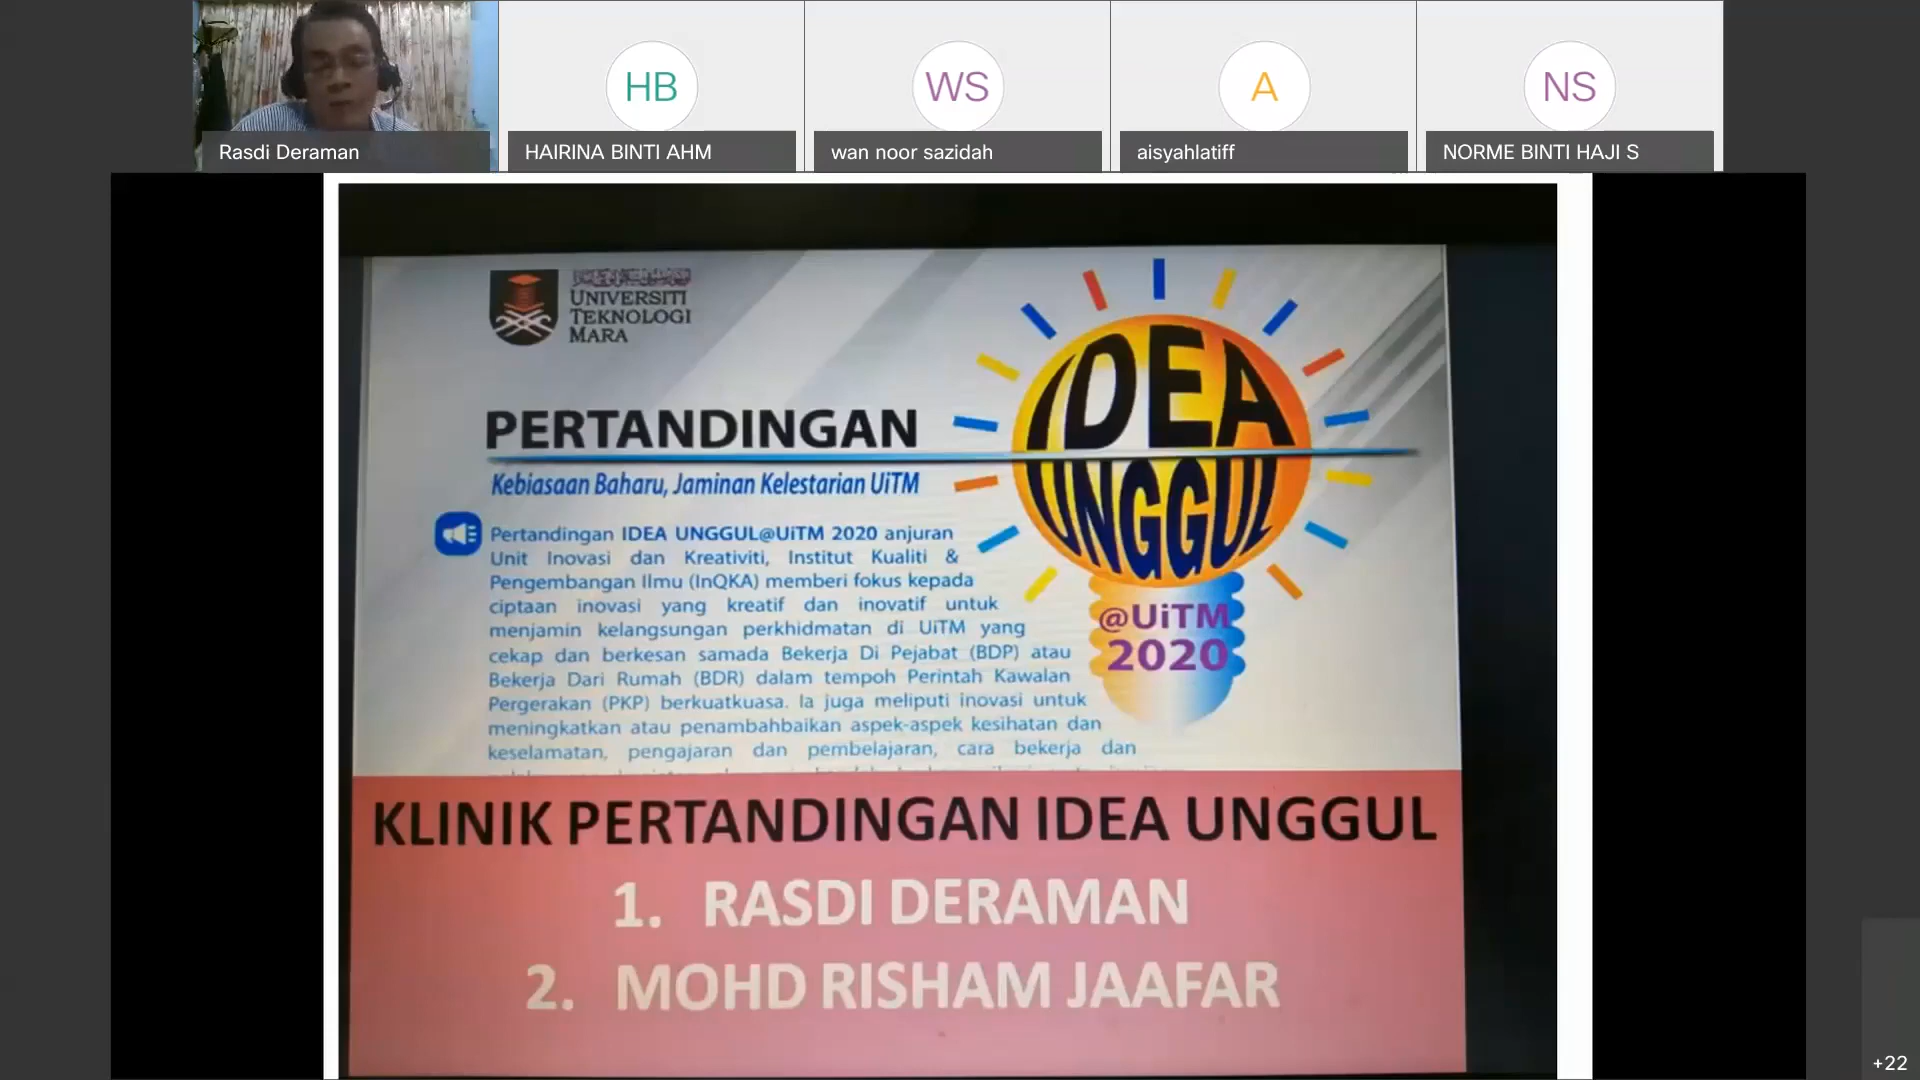 HB
WS
A
NS
Rasdi Deraman
HAIRINA BINTI AHM
wan noor sazidah
aisyahlatiff
NORME BINTI HAJI S
UNIVERSITI
TEKNOLOGI
MARA
IDEA
UNGGUL
@UiTM
2020
PERTANDINGAN
Kebiasaan Baharu, Jaminan Kelestarian UiTM
Pertandingan IDEA UNGGUL@UiTM 2020 anjuran
Unit Inovasi dan Kreativiti, Institut Kualiti &
Pengembangan Ilmu (InQKA) memberi fokus kepada
ciptaan inovasi yang kreatif dan inovatif untuk
menjamin kelangsungan perkhidmatan di UiTM yang
cekap dan berkesan samada Bekerja Di Pejabat (BDP) atau
Bekerja Dari Rumah (BDR) dalam tempoh Perintah Kawalan
Pergerakan (PKP) berkuatkuasa. Ia juga meliputi inovasi untuk
meningkatkan atau penambahbaikan aspek-aspek kesihatan dan
keselamatan, pengajaran dan pembelajaran, cara bekerja dan
KLINIK PERTANDINGAN IDEA UNGGUL
1. RASDI DERAMAN
2. MOHD RISHAM JAAFAR
+22